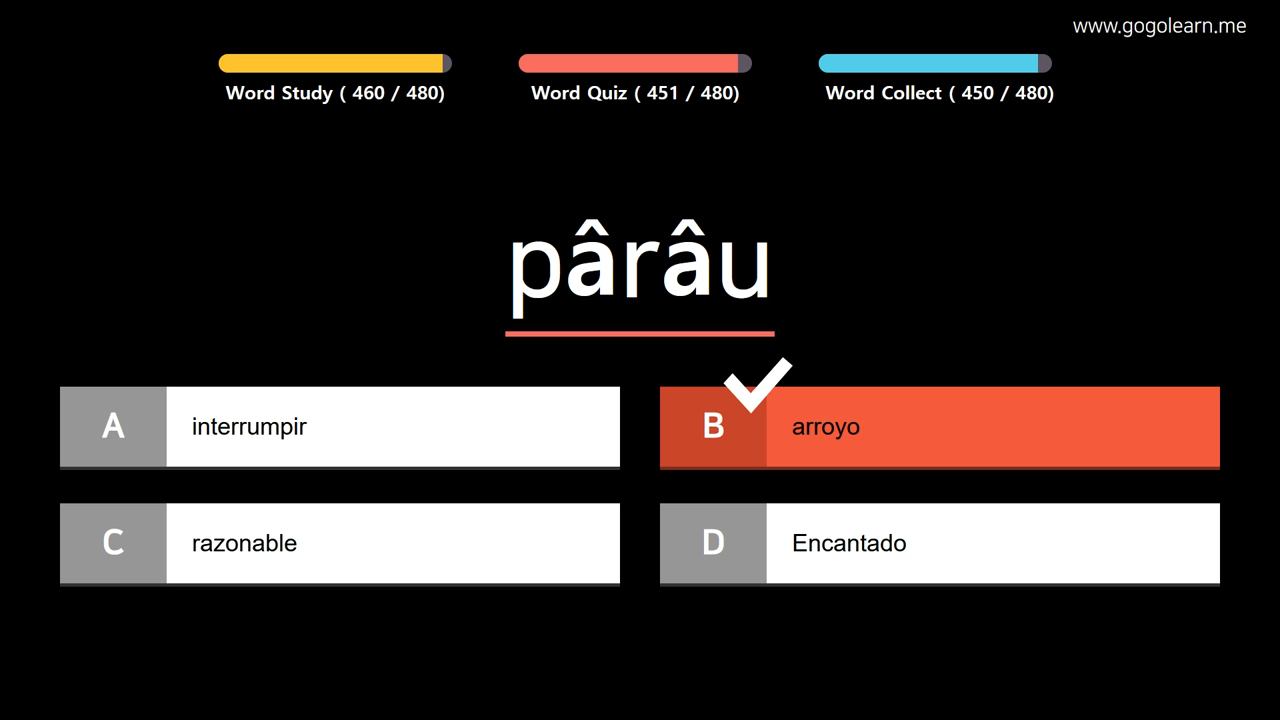 www.gogolearn.me
Word Study ( 460 / 480)
Word Quiz ( 451 / 480)
Word Collect ( 450 / 480)
pârâu
A interrumpir
B arroyo
C razonable
D Encantado